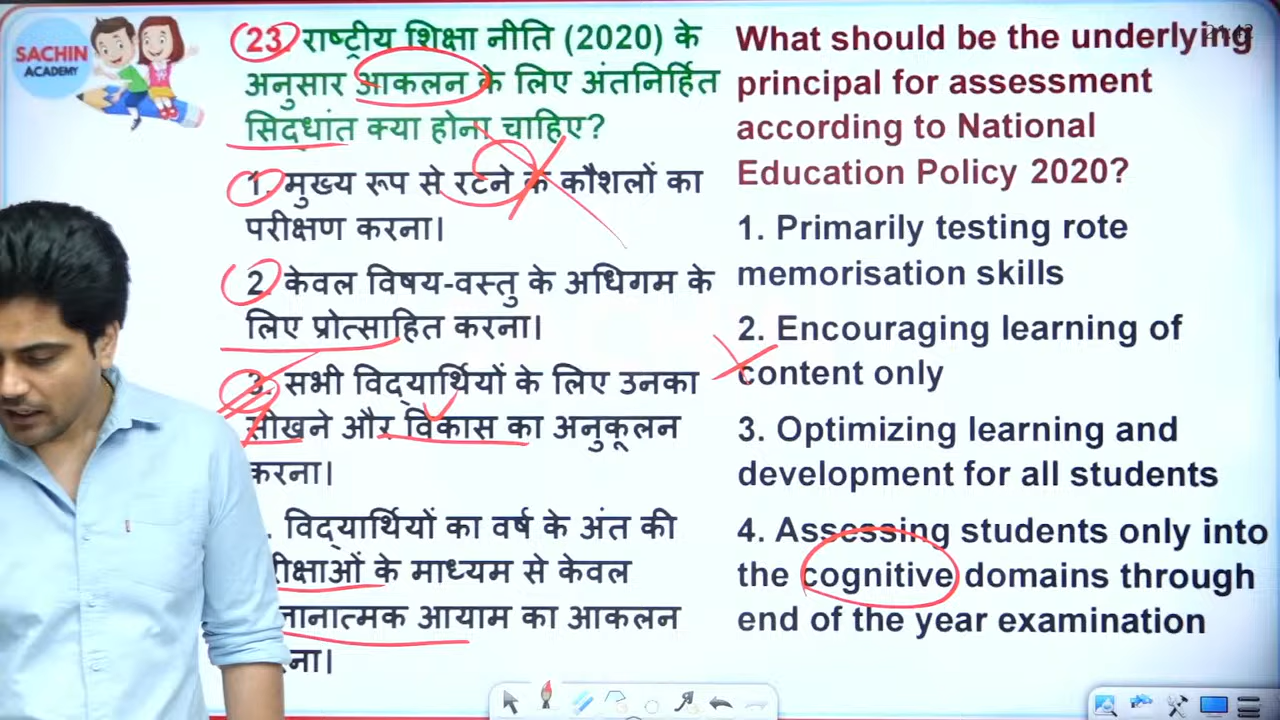 SACHIN
ACADEMY
23. राष्ट्रीय शिक्षा नीति (2020) के
अनुसार आकलन के लिए अंतनिर्हित
सिद्धांत क्या होना चाहिए?
1. मुख्य रूप से रटने के कौशलों का
परीक्षण करना।
2. केवल विषय-वस्तु के अधिगम के
लिए प्रोत्साहित करना।
3. सभी विद्यार्थियों के लिए उनका
सीखने और विकास का अनुकूलन
करना।
. विद्यार्थियों का वर्ष के अंत की
रीक्षाओं के माध्यम से केवल
आयाम का आकलन
ना।
What should be the underlying
principal for assessment
according to National
Education Policy 2020?
1. Primarily testing rote
memorisation skills
2. Encouraging learning of
content only
3. Optimizing learning and
development for all students
4. Assessing students only into
the cognitive domains through
end of the year examination